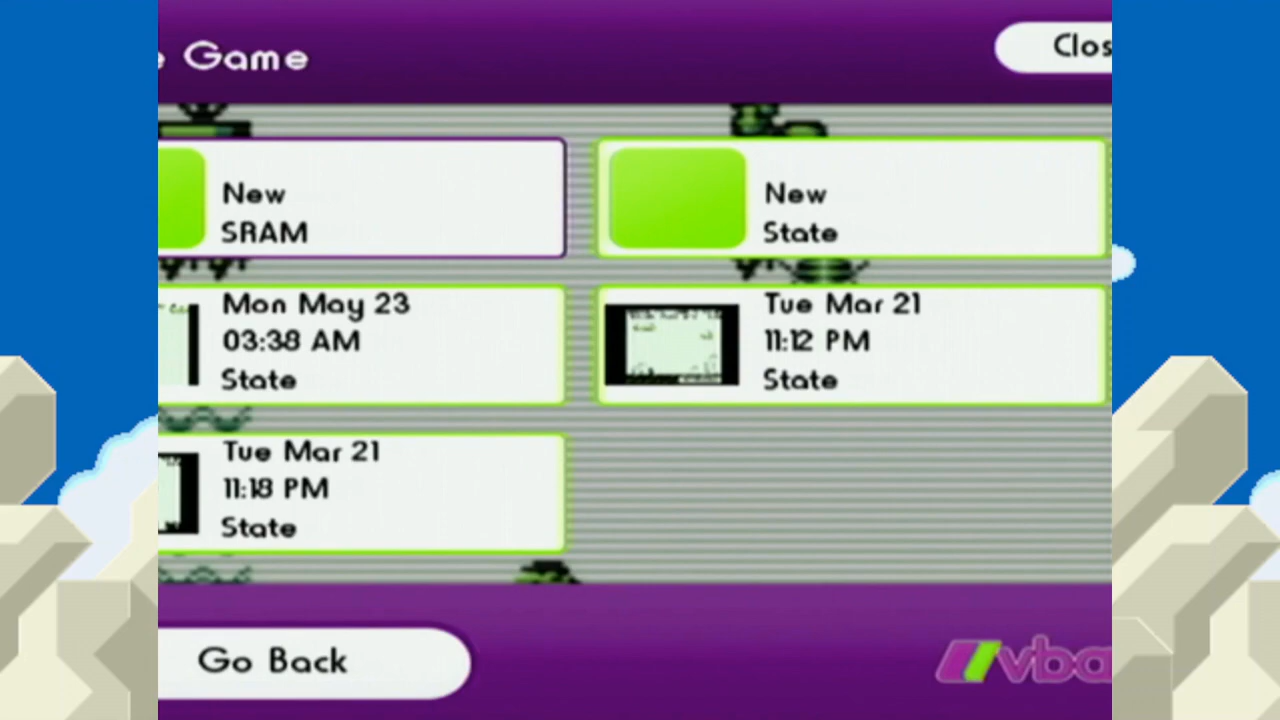 Game
Clos
New
SRAM
New
State
Mon May 23
03:38 AM
State
Tue Mar 21
11:12 PM
State
Tue Mar 21
11:18 PM
State
Go Back
vba